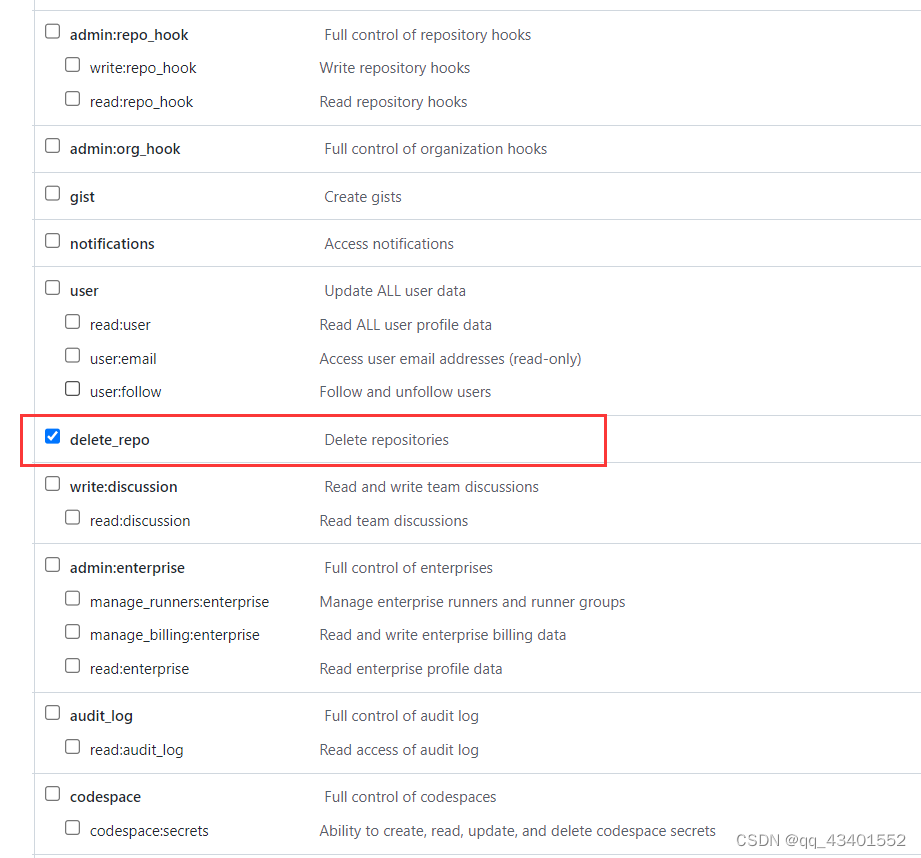 admin:repo_hook Full control of repository hooks
write:repo_hook Write repository hooks
read:repo_hook Read repository hooks
admin:org_hook Full control of organization hooks
gist Create gists
notifications Access notifications
user Update ALL user data
read:user Read ALL user profile data
user:email Access user email addresses (read-only)
user:follow Follow and unfollow users
delete_repo Delete repositories
write:discussion Read and write team discussions
read:discussion Read team discussions
admin:enterprise Full control of enterprises
manage_runners:enterprise Manage enterprise runners and runner groups
manage_billing:enterprise Read and write enterprise billing data
read:enterprise Read enterprise profile data
audit_log Full control of audit log
read:audit_log Read access of audit log
codespace Full control of codespaces
codespace:secrets Ability to create, read, update, and delete codespace secrets
CSDN @qq_43401552